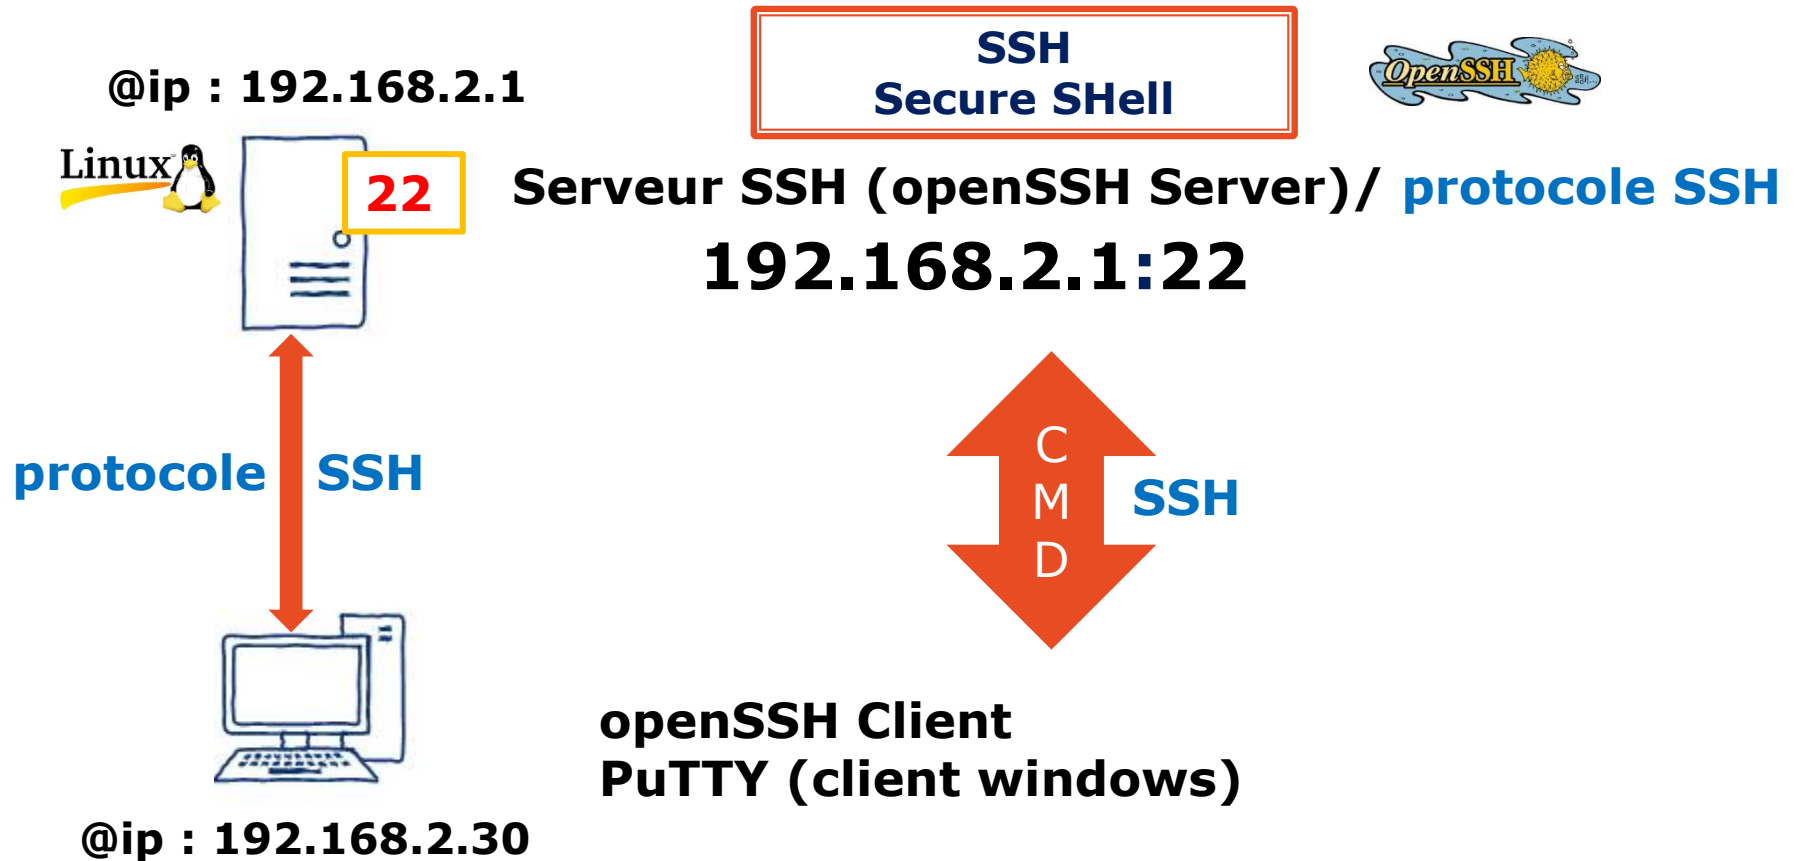 SSH
Secure SHell
OpenSSH
@ip : 192.168.2.1
Linux
22
Serveur SSH (openSSH Server)/ protocole SSH
192.168.2.1:22
protocole SSH
C
M
D
SSH
openSSH Client
PuTTY (client windows)
@ip : 192.168.2.30